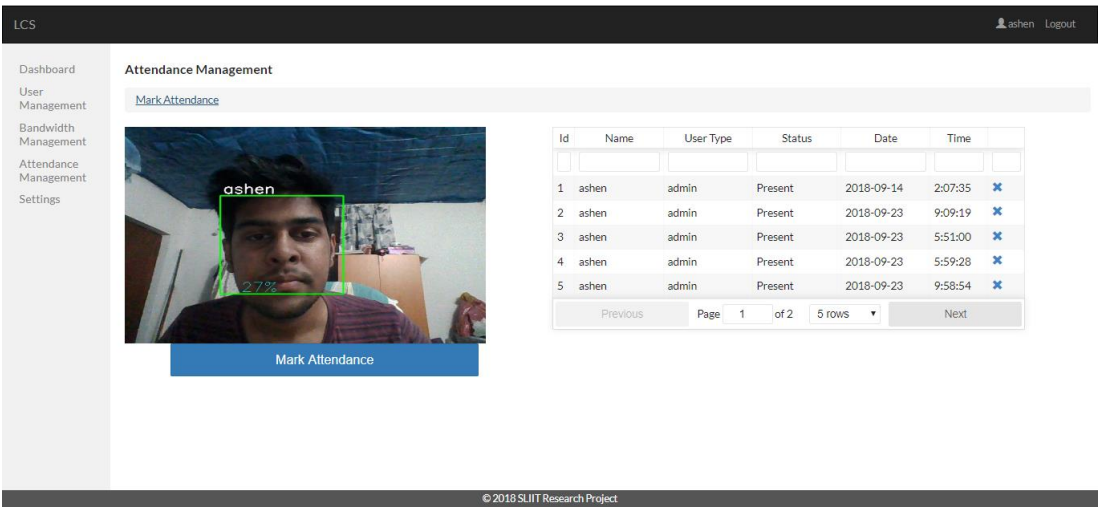 LCS
ashen Logout
Dashboard
User
Management
Bandwidth
Management
Attendance
Management
Settings
Attendance Management
Mark Attendance
ashen
27%
Mark Attendance
Id Name User Type Status Date Time
1 ashen admin Present 2018-09-14 2:07:35
2 ashen admin Present 2018-09-23 9:09:19
3 ashen admin Present 2018-09-23 5:51:00
4 ashen admin Present 2018-09-23 5:59:28
5 ashen admin Present 2018-09-23 9:58:54
Previous Page 1 of 2 5 rows Next
© 2018 SLIIT Research Project